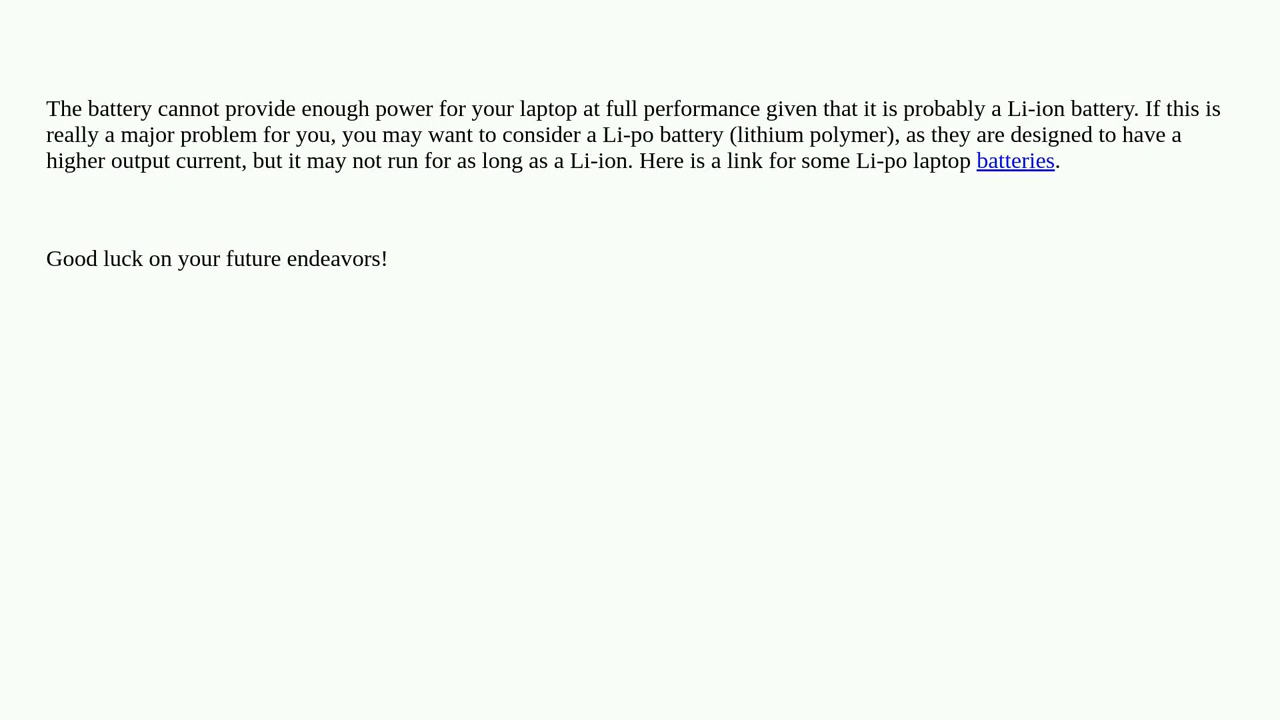 The battery cannot provide enough power for your laptop at full performance given that it is probably a Li-ion battery. If this is
really a major problem for you, you may want to consider a Li-po battery (lithium polymer), as they are designed to have a
higher output current, but it may not run for as long as a Li-ion. Here is a link for some Li-po laptop batteries.
Good luck on your future endeavors!